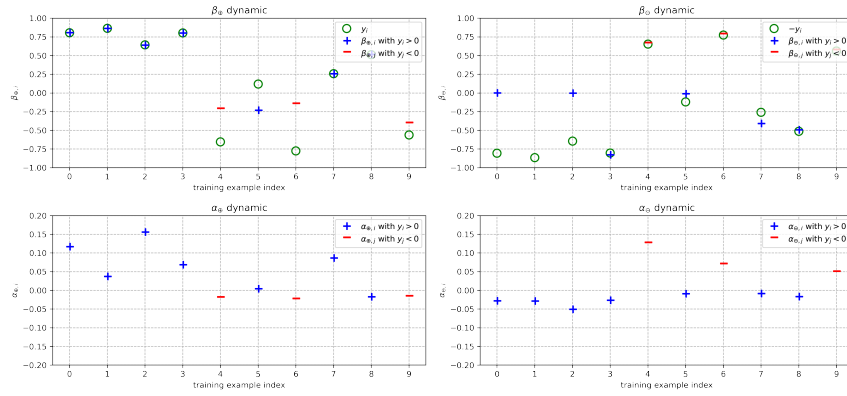 β⊕ dynamic
1.00
0.75
0.50
0.25
0.00
−0.25
−0.50
−0.75
−1.00
β⊕, i
0 1 2 3 4 5 6 7 8 9
training example index
yi
β⊕, i with yi > 0
β⊕, j with yj < 0
β⊖ dynamic
1.00
0.75
0.50
0.25
0.00
−0.25
−0.50
−0.75
−1.00
β⊖, i
0 1 2 3 4 5 6 7 8 9
training example index
−yi
β⊖, i with yi > 0
β⊖, j with yj < 0
α⊕ dynamic
0.20
0.15
0.10
0.05
0.00
−0.05
−0.10
−0.15
−0.20
α⊕, i
0 1 2 3 4 5 6 7 8 9
training example index
α⊕, i with yi > 0
α⊕, j with yj < 0
α⊖ dynamic
0.20
0.15
0.10
0.05
0.00
−0.05
−0.10
−0.15
−0.20
α⊖, i
0 1 2 3 4 5 6 7 8 9
training example index
α⊖, i with yi > 0
α⊖, j with yj < 0